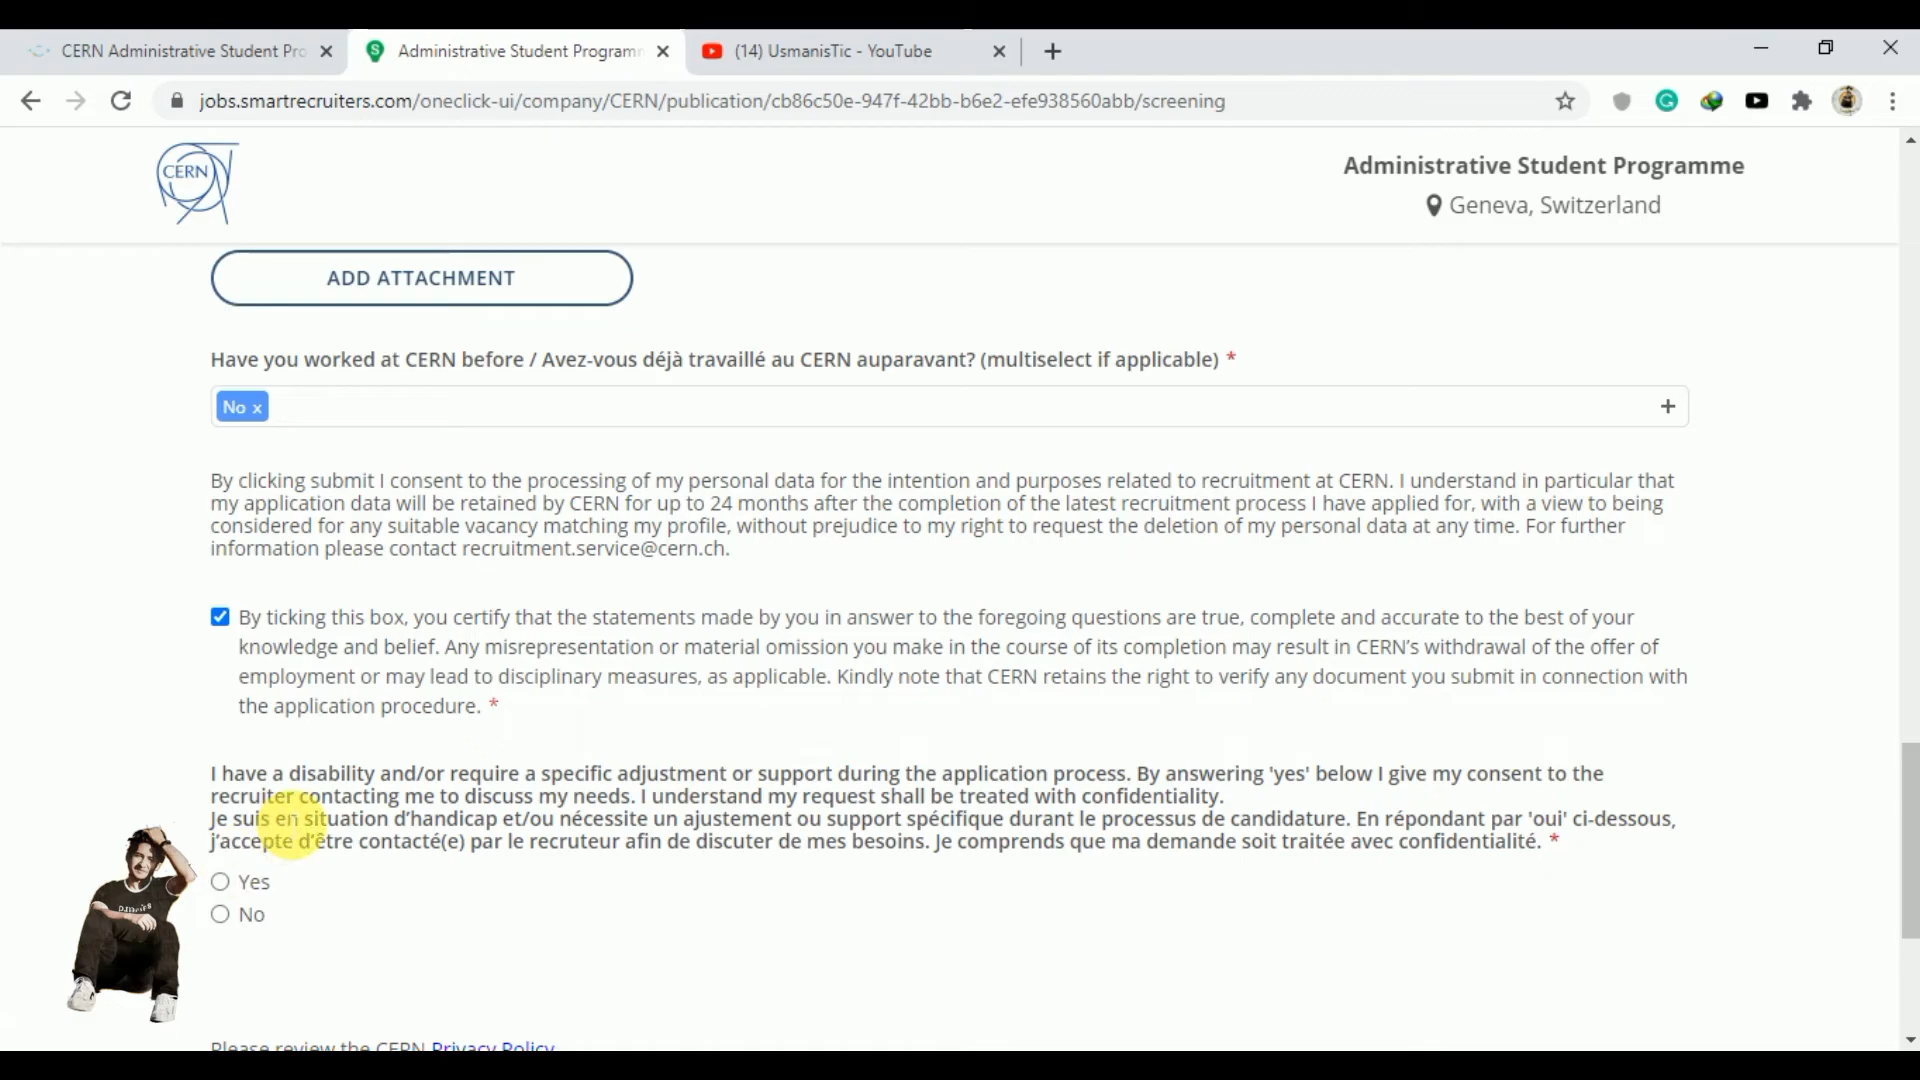 CERN Administrative Student Pro
Administrative Student Program
(14) UsmanisTic - YouTube
jobs.smartrecruiters.com/oneclick-ui/company/CERN/publication/cb86c50e-947f-42bb-b6e2-efe938560abb/screening
CERN
Administrative Student Programme
Geneva, Switzerland
ADD ATTACHMENT
Have you worked at CERN before / Avez-vous déjà travaillé au CERN auparavant? (multiselect if applicable) *
No x
By clicking submit I consent to the processing of my personal data for the intention and purposes related to recruitment at CERN. I understand in particular that
my application data will be retained by CERN for up to 24 months after the completion of the latest recruitment process I have applied for, with a view to being
considered for any suitable vacancy matching my profile, without prejudice to my right to request the deletion of my personal data at any time. For further
information please contact recruitment.service@cern.ch.
By ticking this box, you certify that the statements made by you in answer to the foregoing questions are true, complete and accurate to the best of your
knowledge and belief. Any misrepresentation or material omission you make in the course of its completion may result in CERN’s withdrawal of the offer of
employment or may lead to disciplinary measures, as applicable. Kindly note that CERN retains the right to verify any document you submit in connection with
the application procedure. *
I have a disability and/or require a specific adjustment or support during the application process. By answering 'yes' below I give my consent to the
recruiter contacting me to discuss my needs. I understand my request shall be treated with confidentiality.
Je suis en situation d’handicap et/ou nécessite un ajustement ou support spécifique durant le processus de candidature. En répondant par 'oui' ci-dessous,
j’accepte d’être contacté(e) par le recruteur afin de discuter de mes besoins. Je comprends que ma demande soit traitée avec confidentialité. *
Yes
No
Please review the CERN Privacy Policy